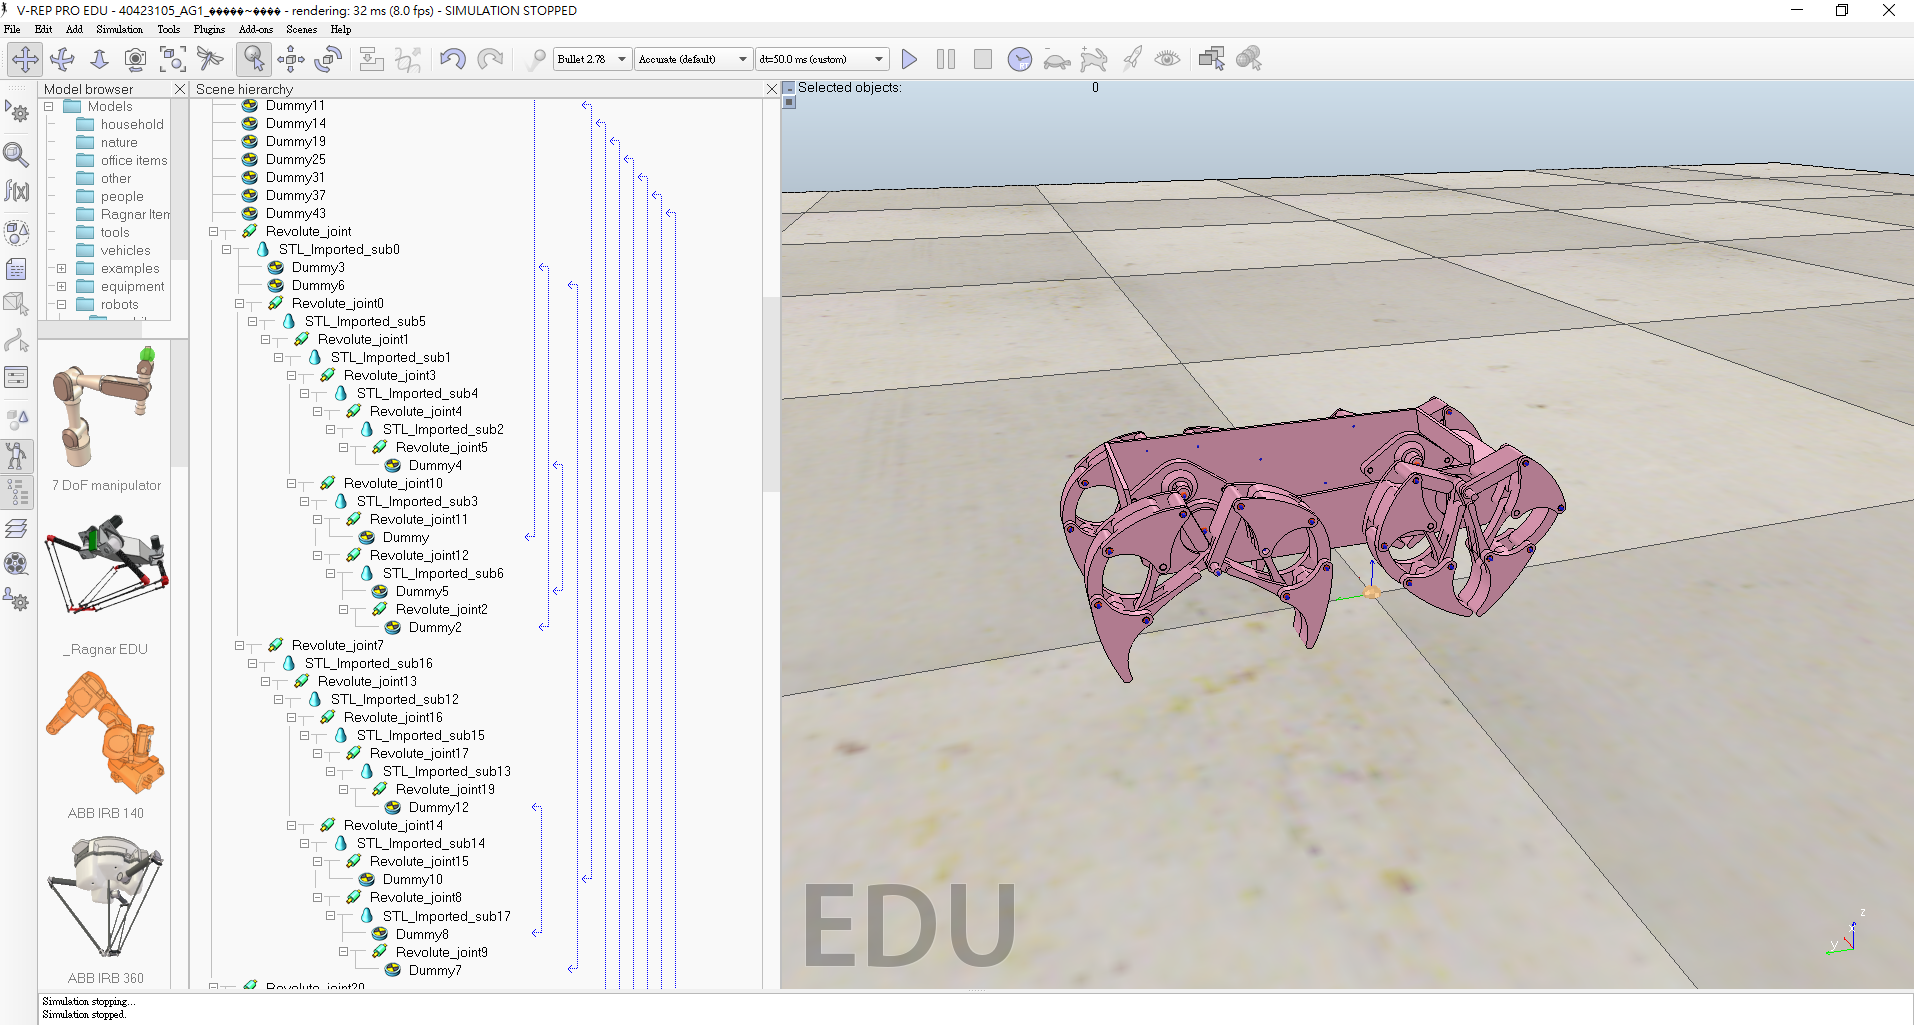 V-REP PRO EDU - 40423105_AG1_�����~���� - rendering: 32 ms (8.0 fps) - SIMULATION STOPPED
File Edit Add Simulation Tools Plugins Add-ons Scenes Help
Bullet 2.78 Accurate (default) dt=50.0 ms (custom)
Model browser
Models
household
nature
office items
other
people
Ragnar Iter
tools
vehicles
examples
equipment
robots
7 DoF manipulator
_Ragnar EDU
ABB IRB 140
ABB IRB 360
Scene hierarchy
Dummy11
Dummy14
Dummy19
Dummy25
Dummy31
Dummy37
Dummy43
Revolute_joint
STL_Imported_sub0
Dummy3
Dummy6
Revolute_joint0
STL_Imported_sub5
Revolute_joint1
STL_Imported_sub1
Revolute_joint3
STL_Imported_sub4
Revolute_joint4
STL_Imported_sub2
Revolute_joint5
Dummy4
Revolute_joint10
STL_Imported_sub3
Revolute_joint11
Dummy
Revolute_joint12
STL_Imported_sub6
Dummy5
Revolute_joint2
Dummy2
Revolute_joint7
STL_Imported_sub16
Revolute_joint13
STL_Imported_sub12
Revolute_joint16
STL_Imported_sub15
Revolute_joint17
STL_Imported_sub13
Revolute_joint19
Dummy12
Revolute_joint14
STL_Imported_sub14
Revolute_joint15
Dummy10
Revolute_joint8
STL_Imported_sub17
Dummy8
Revolute_joint9
Dummy7
Revolute_joint20
Selected objects: 0
EDU
z
x
y
Simulation stopping...
Simulation stopped.